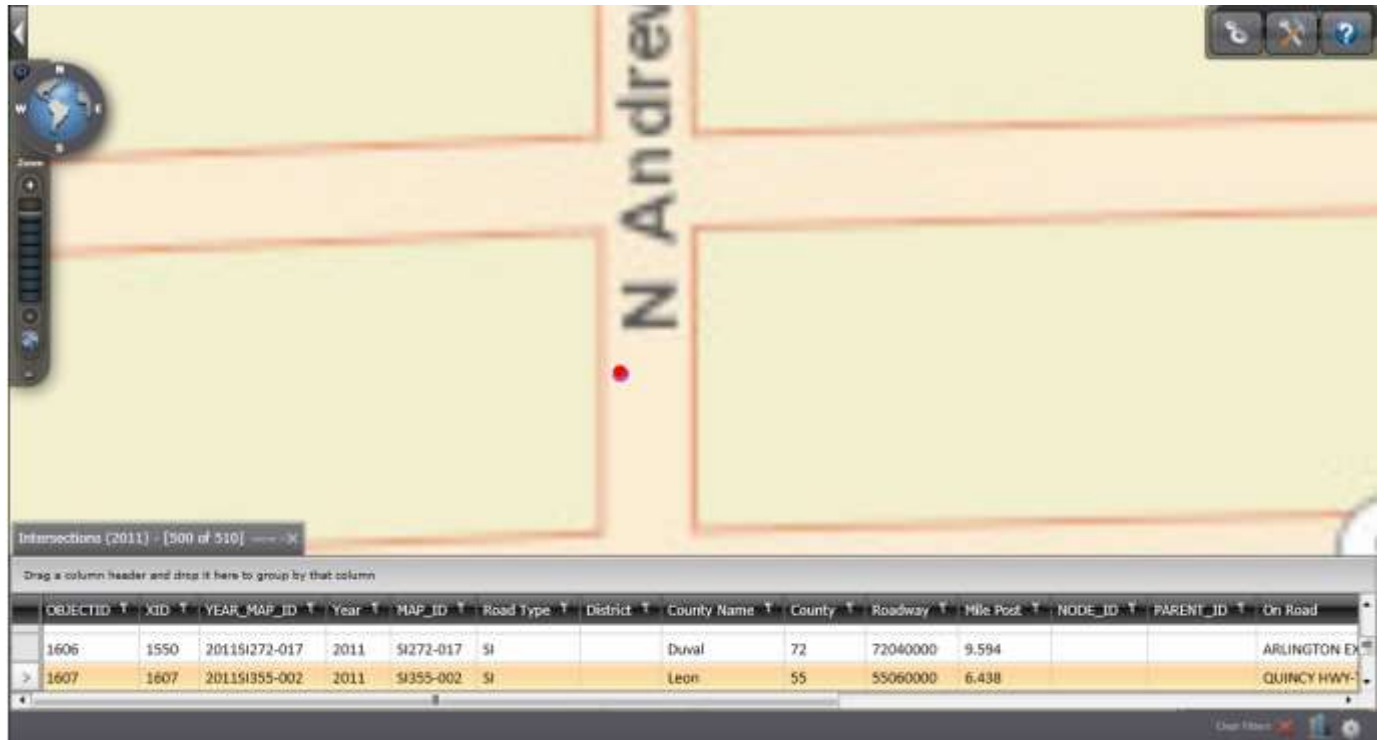 N
W E
S
Zoom
N Andrew
Intersections (2011) - [500 of 510]
Drag a column header and drop it here to group by that column
OBJECTID XID YEAR_MAP_ID Year MAP_ID Road Type District County Name County Roadway Mile Post NODE_ID PARENT_ID On Road
1606 1550 2011SI272-017 2011 SI272-017 SI Duval 72 72040000 9.594 ARLINGTON EX
1607 1607 2011SI355-002 2011 SI355-002 SI Leon 55 55060000 6.438 QUINCY HWY-
Clear Filters